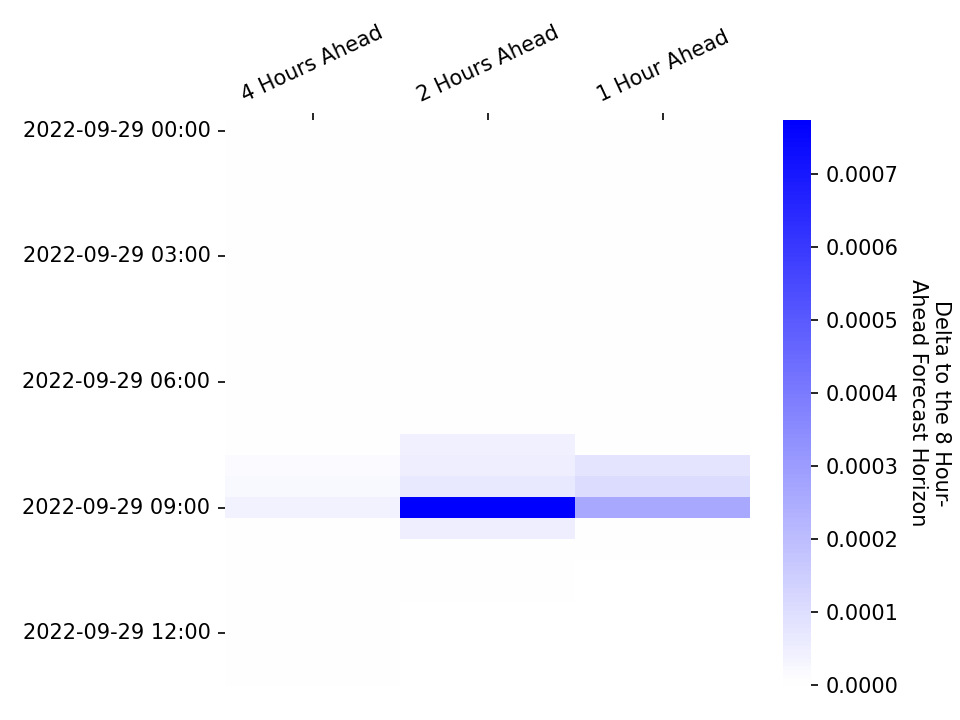 4 Hours Ahead
2 Hours Ahead
1 Hour Ahead
2022-09-29 00:00
2022-09-29 03:00
2022-09-29 06:00
2022-09-29 09:00
2022-09-29 12:00
0.0007
0.0006
0.0005
0.0004
0.0003
0.0002
0.0001
0.0000
Delta to the 8 Hour-
Ahead Forecast Horizon